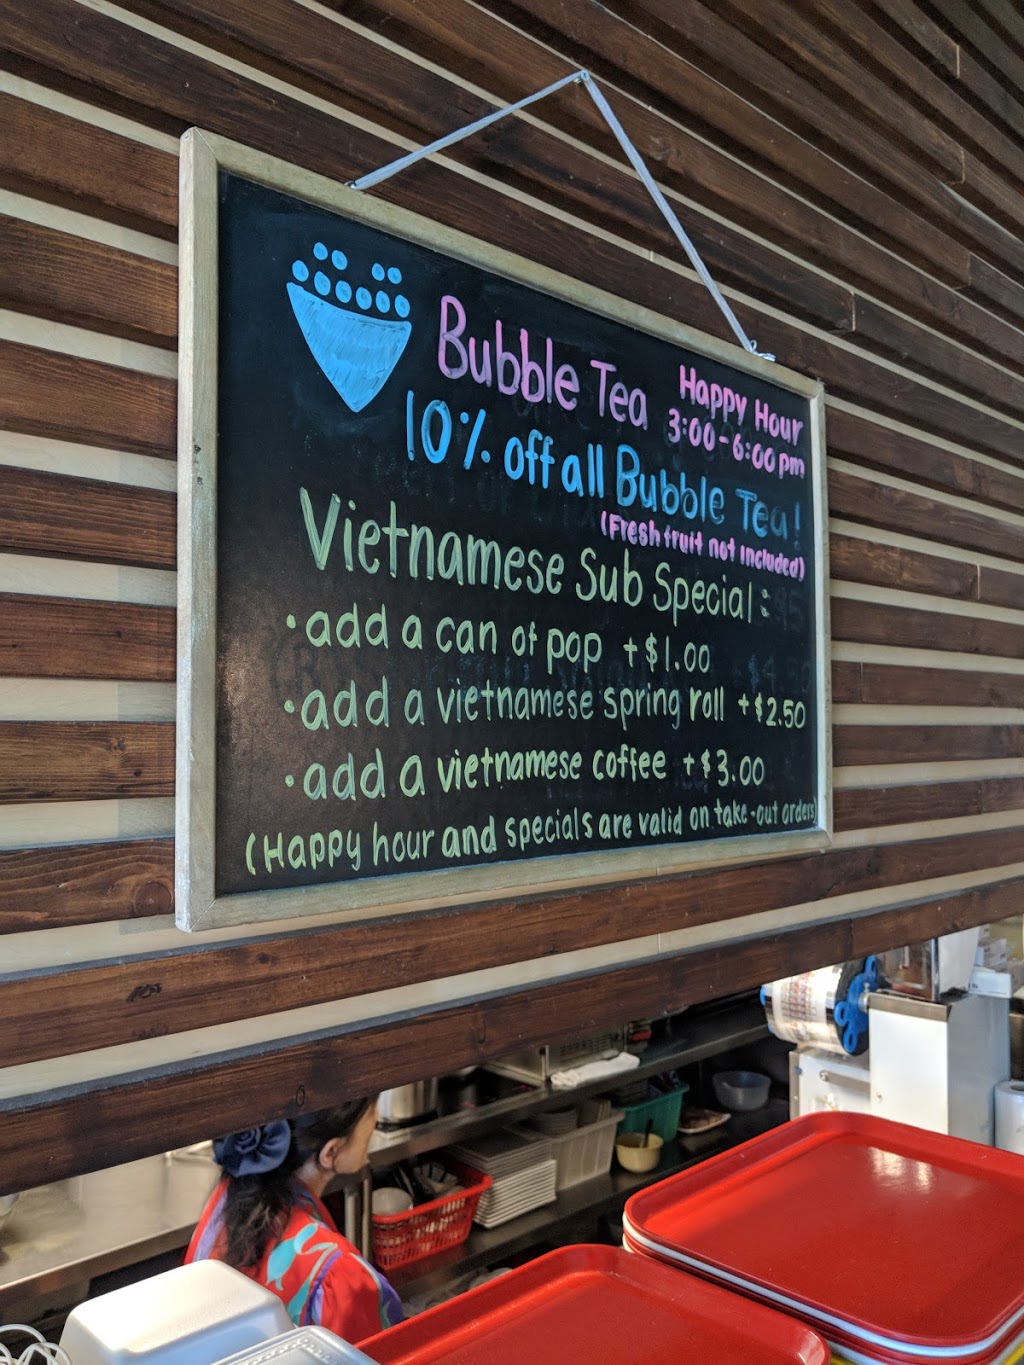 Bubble Tea
Happy Hour
3:00-6:00pm
10% off all Bubble Tea!
(Fresh fruit not included)
Vietnamese Sub Special:
• add a can of pop +$1.00
• add a vietnamese spring roll +$2.50
• add a vietnamese coffee +$3.00
(Happy hour and specials are valid on take-out orders)